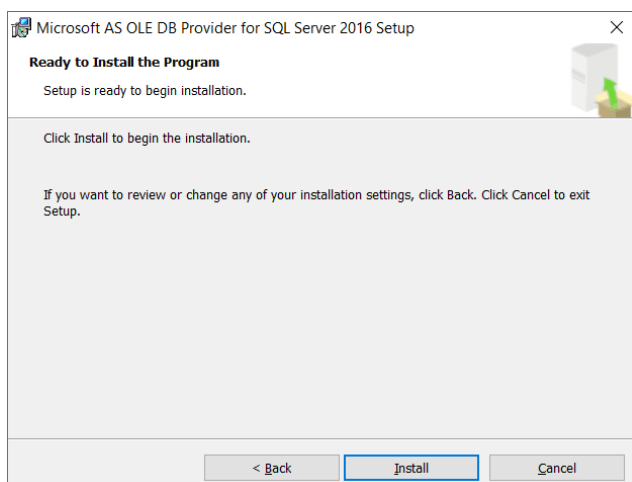 Microsoft AS OLE DB Provider for SQL Server 2016 Setup
Ready to Install the Program
Setup is ready to begin installation.
Click Install to begin the installation.
If you want to review or change any of your installation settings, click Back. Click Cancel to exit
Setup.
< Back
Install
Cancel